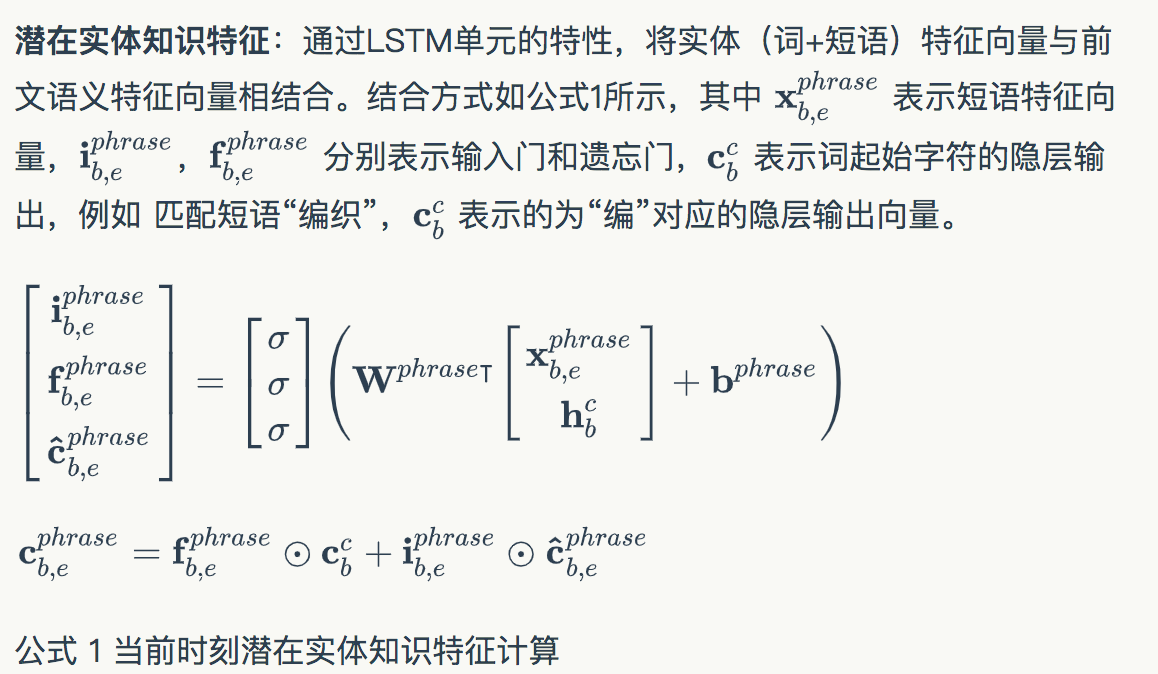 潜在实体知识特征：通过LSTM单元的特性，将实体（词+短语）特征向量与前
文语义特征向量相结合。结合方式如公式1所示，其中 $\mathbf{x}_{b,e}^{phrase}$ 表示短语特征向
量，$\mathbf{i}_{b,e}^{phrase}$，$\mathbf{f}_{b,e}^{phrase}$ 分别表示输入门和遗忘门，$\mathbf{c}_{b}^{c}$ 表示词起始字符的隐层输
出，例如 匹配短语“编织”，$\mathbf{c}_{b}^{c}$ 表示的为“编”对应的隐层输出向量。
$\begin{bmatrix} \mathbf{i}_{b,e}^{phrase} \\ \mathbf{f}_{b,e}^{phrase} \\ \hat{\mathbf{c}}_{b,e}^{phrase} \end{bmatrix} = \begin{bmatrix} \sigma \\ \sigma \\ \sigma \end{bmatrix} \left( \mathbf{W}^{phrase\top} \begin{bmatrix} \mathbf{x}_{b,e}^{phrase} \\ \mathbf{h}_{b}^{c} \end{bmatrix} + \mathbf{b}^{phrase} \right)$
$\mathbf{c}_{b,e}^{phrase} = \mathbf{f}_{b,e}^{phrase} \odot \mathbf{c}_{b}^{c} + \mathbf{i}_{b,e}^{phrase} \odot \hat{\mathbf{c}}_{b,e}^{phrase}$
公式 1 当前时刻潜在实体知识特征计算